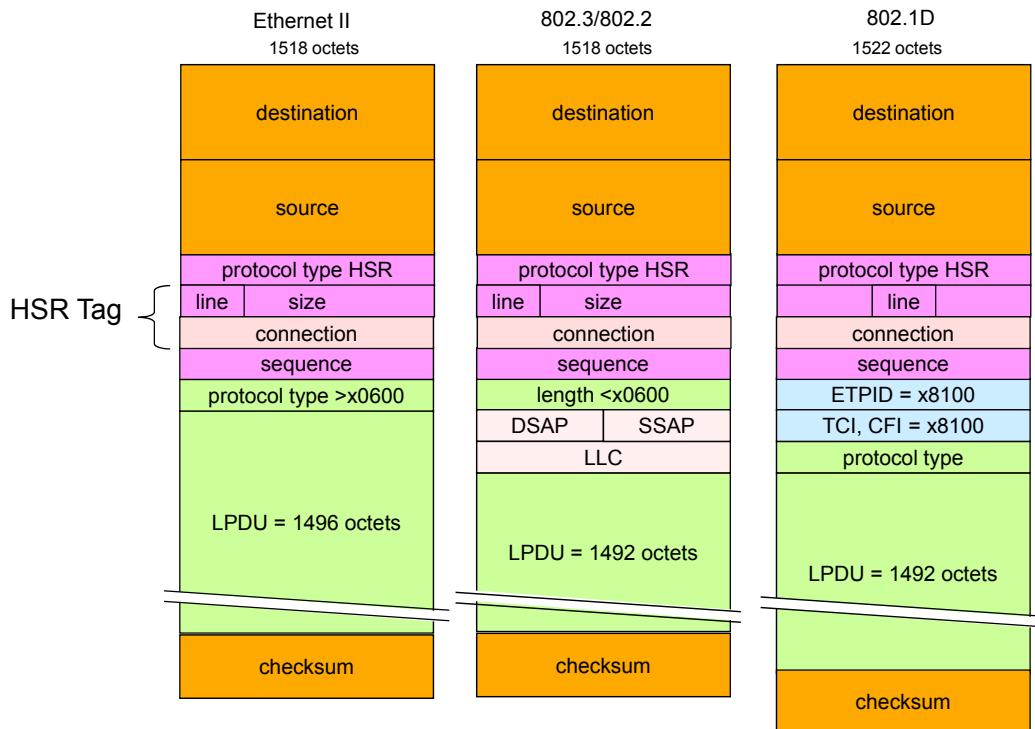 Ethernet II
1518 octets
destination
source
protocol type HSR
line size
connection
sequence
protocol type >x0600
LPDU = 1496 octets
checksum
HSR Tag
802.3/802.2
1518 octets
destination
source
protocol type HSR
line size
connection
sequence
length <x0600
DSAP SSAP
LLC
LPDU = 1492 octets
checksum
802.1D
1522 octets
destination
source
protocol type HSR
line
connection
sequence
ETPID = x8100
TCI, CFI = x8100
protocol type
LPDU = 1492 octets
checksum